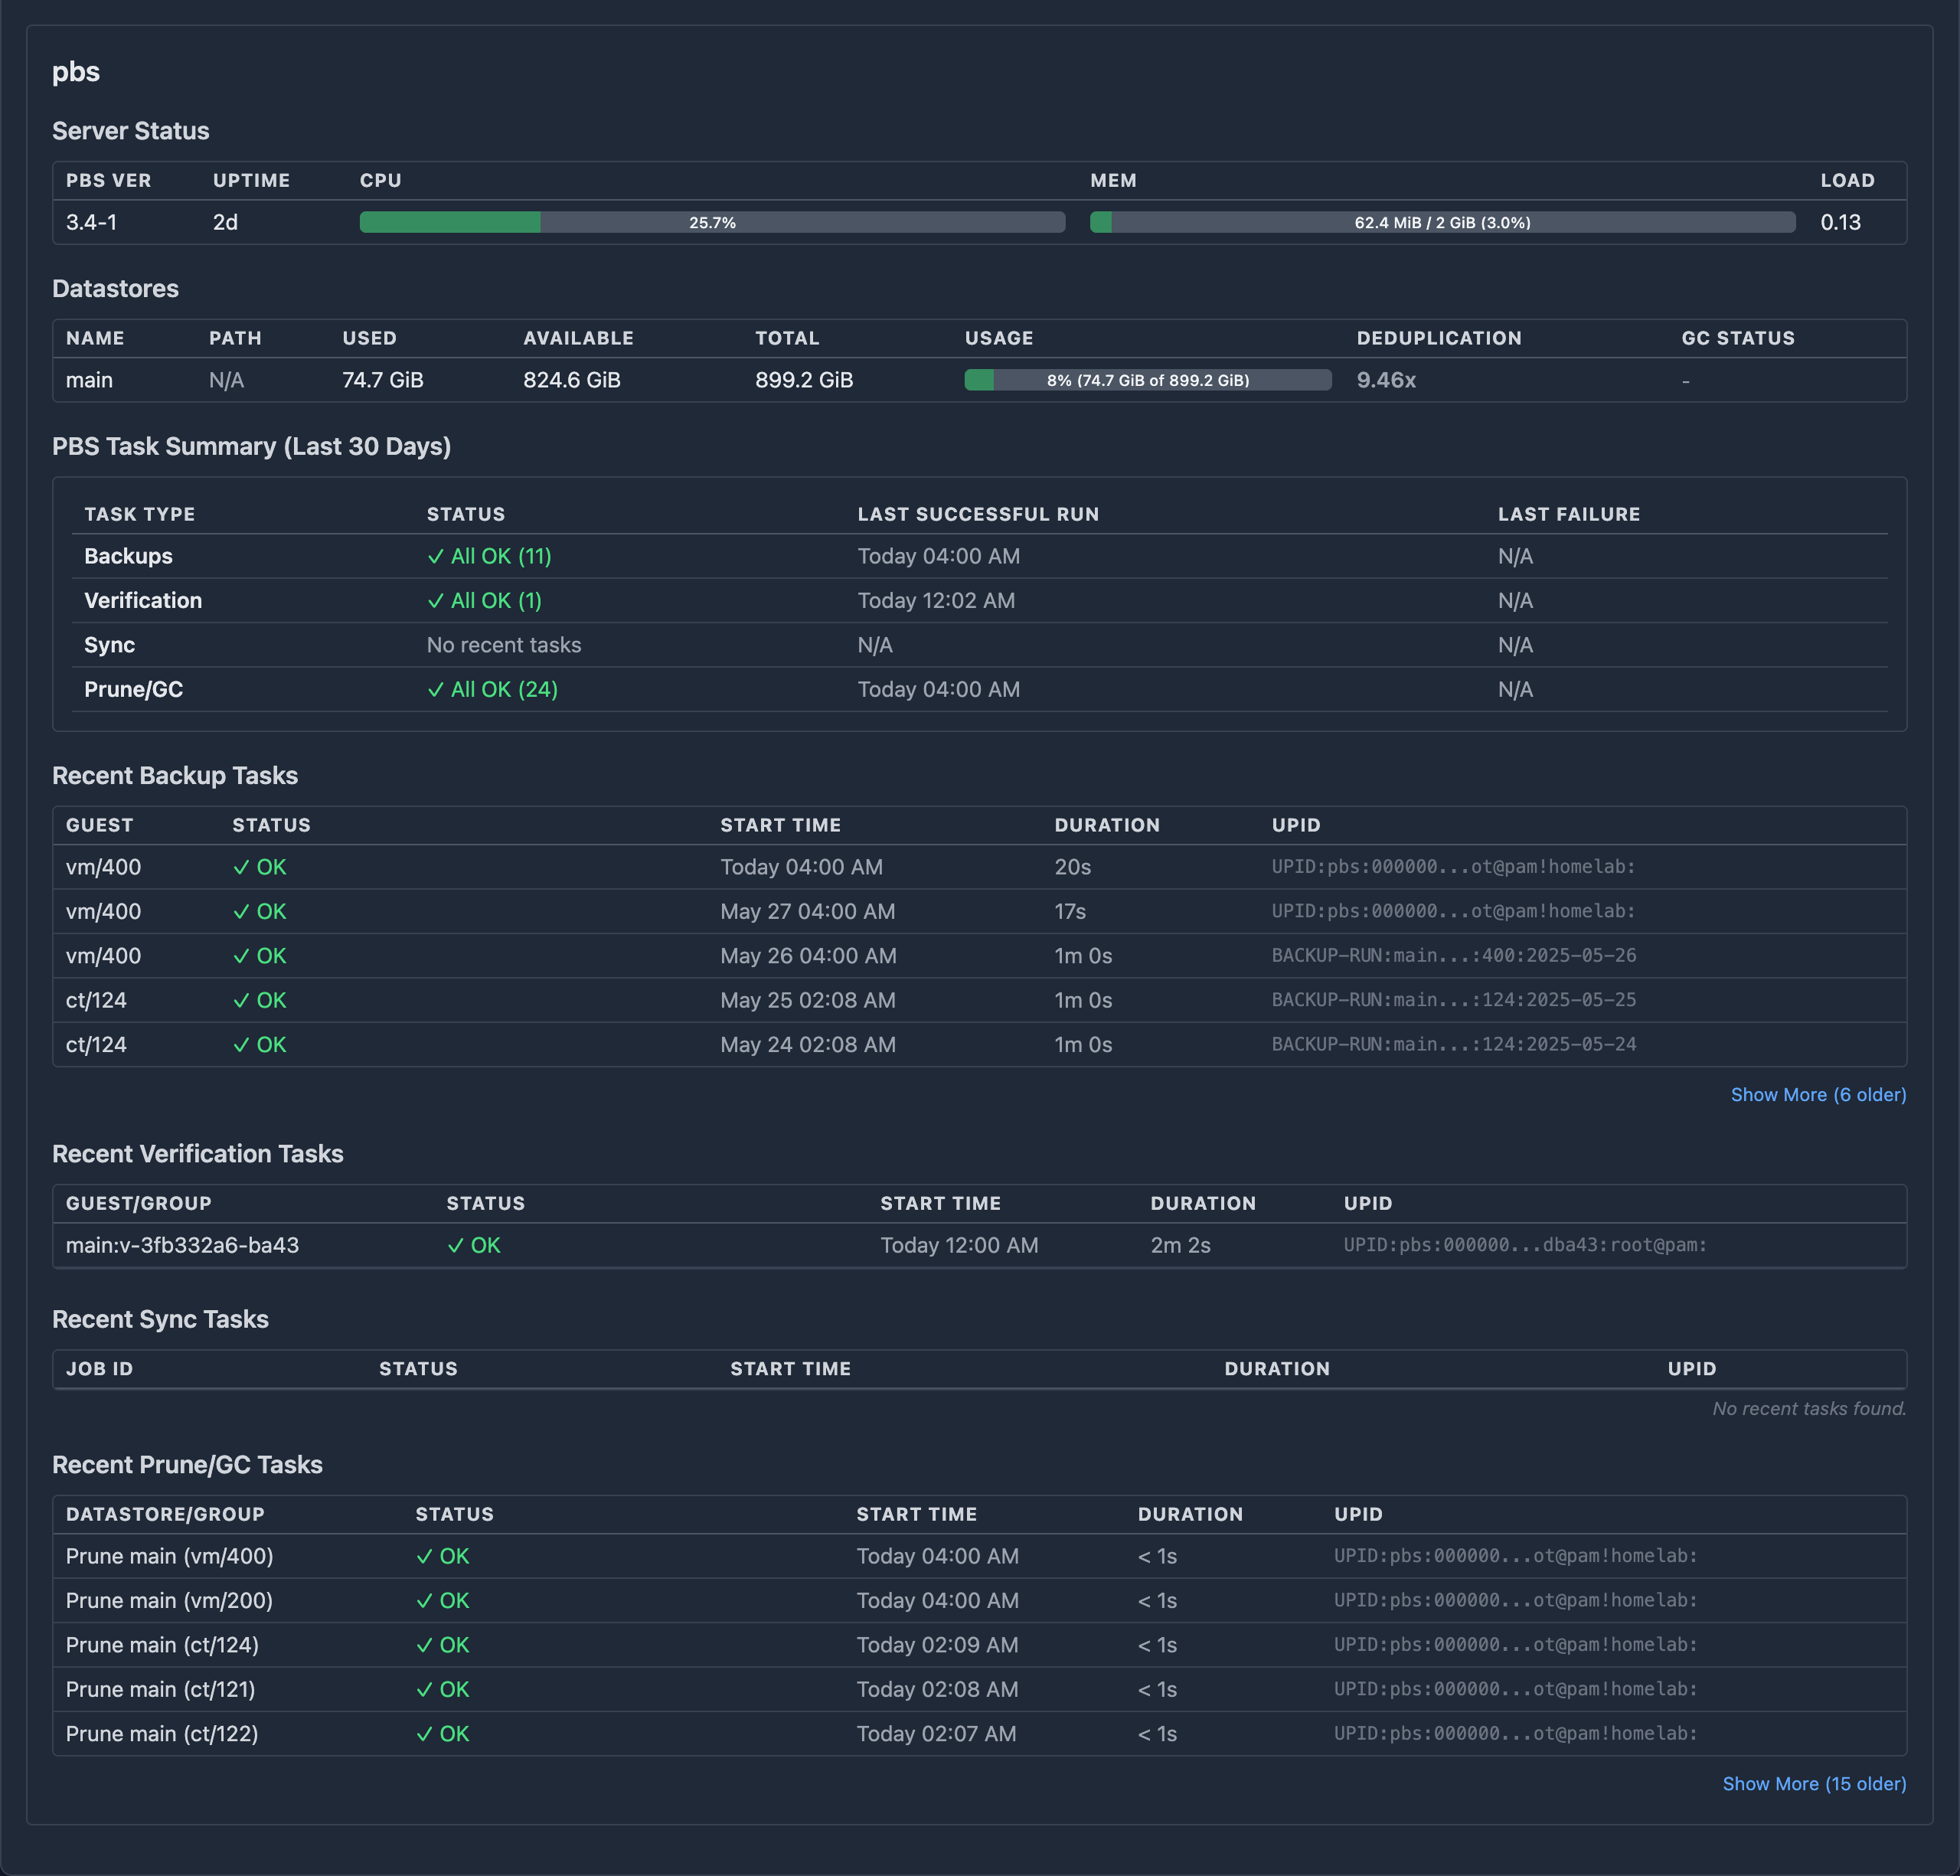 pbs
Server Status
PBS VER UPTIME CPU MEM LOAD
3.4-1 2d 25.7% 62.4 MiB / 2 GiB (3.0%) 0.13
Datastores
NAME PATH USED AVAILABLE TOTAL USAGE DEDUPLICATION GC STATUS
main N/A 74.7 GiB 824.6 GiB 899.2 GiB 8% (74.7 GiB of 899.2 GiB) 9.46x -
PBS Task Summary (Last 30 Days)
TASK TYPE STATUS LAST SUCCESSFUL RUN LAST FAILURE
Backups ✓ All OK (11) Today 04:00 AM N/A
Verification ✓ All OK (1) Today 12:02 AM N/A
Sync No recent tasks N/A N/A
Prune/GC ✓ All OK (24) Today 04:00 AM N/A
Recent Backup Tasks
GUEST STATUS START TIME DURATION UPID
vm/400 ✓ OK Today 04:00 AM 20s UPID:pbs:000000...ot@pam!homelab:
vm/400 ✓ OK May 27 04:00 AM 17s UPID:pbs:000000...ot@pam!homelab:
vm/400 ✓ OK May 26 04:00 AM 1m 0s BACKUP-RUN:main...:400:2025-05-26
ct/124 ✓ OK May 25 02:08 AM 1m 0s BACKUP-RUN:main...:124:2025-05-25
ct/124 ✓ OK May 24 02:08 AM 1m 0s BACKUP-RUN:main...:124:2025-05-24
Show More (6 older)
Recent Verification Tasks
GUEST/GROUP STATUS START TIME DURATION UPID
main:v-3fb332a6-ba43 ✓ OK Today 12:00 AM 2m 2s UPID:pbs:000000...dba43:root@pam:
Recent Sync Tasks
JOB ID STATUS START TIME DURATION UPID
No recent tasks found.
Recent Prune/GC Tasks
DATASTORE/GROUP STATUS START TIME DURATION UPID
Prune main (vm/400) ✓ OK Today 04:00 AM < 1s UPID:pbs:000000...ot@pam!homelab:
Prune main (vm/200) ✓ OK Today 04:00 AM < 1s UPID:pbs:000000...ot@pam!homelab:
Prune main (ct/124) ✓ OK Today 02:09 AM < 1s UPID:pbs:000000...ot@pam!homelab:
Prune main (ct/121) ✓ OK Today 02:08 AM < 1s UPID:pbs:000000...ot@pam!homelab:
Prune main (ct/122) ✓ OK Today 02:07 AM < 1s UPID:pbs:000000...ot@pam!homelab:
Show More (15 older)